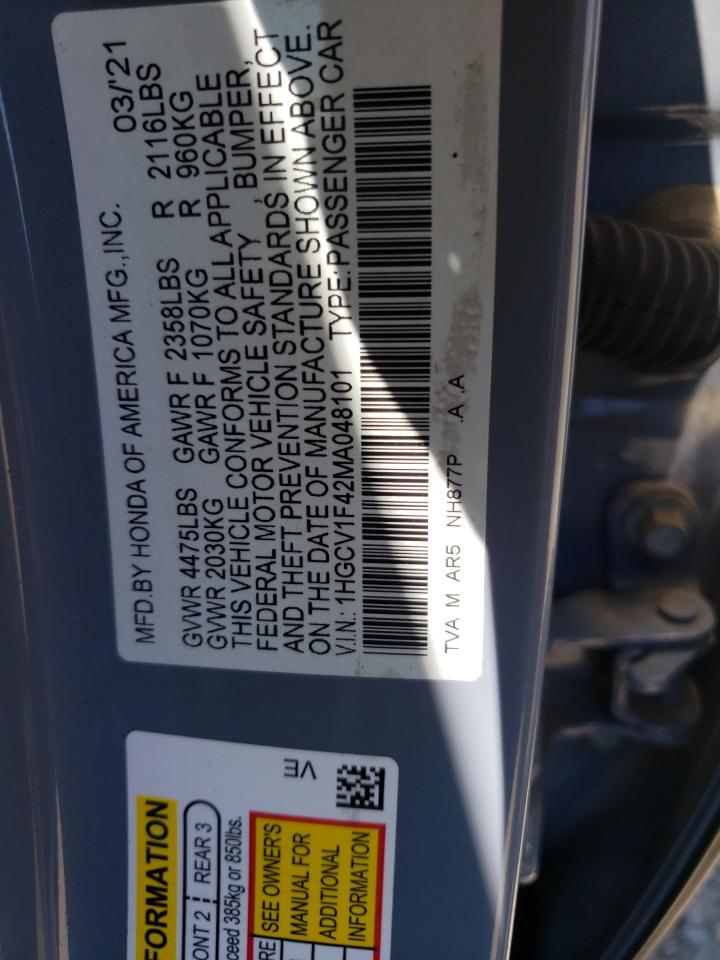 MFD.BY HONDA OF AMERICA MFG.,INC. 03/'21
GVWR 4475LBS GAWR F 2358LBS R 2116LBS
GVWR 2030KG GAWR F 1070KG R 960KG
THIS VEHICLE CONFORMS TO ALL APPLICABLE
FEDERAL MOTOR VEHICLE SAFETY , BUMPER,
AND THEFT PREVENTION STANDARDS IN EFFECT
ON THE DATE OF MANUFACTURE SHOWN ABOVE.
V.I.N.: 1HGCV1F42MA048101 TYPE:PASSENGER CAR
TVA M AR5 NH877P .A .A
VE
FORMATION
ONT 2 REAR 3
ceed 385kg or 850lbs.
RE SEE OWNER'S
MANUAL FOR
ADDITIONAL
INFORMATION